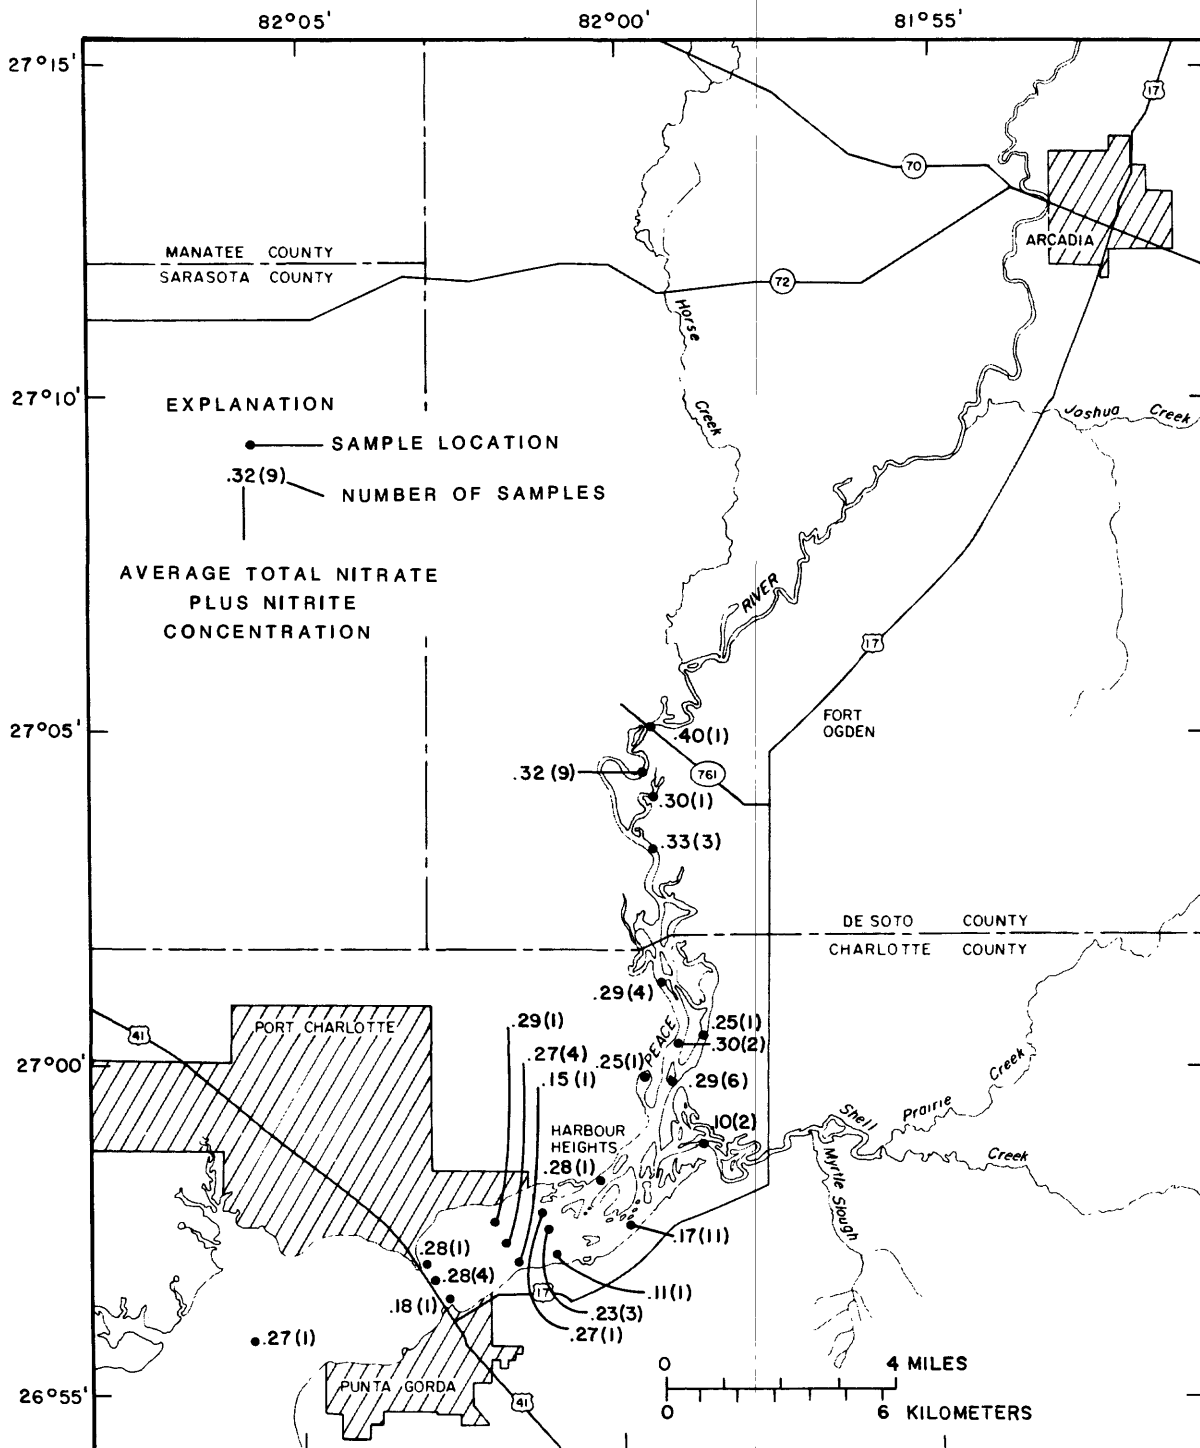 82°05' 82°00' 81°55'
27°15'
17
70
ARCADIA
MANATEE COUNTY
SARASOTA COUNTY
72
Horse
Creek
27°10'
EXPLANATION
Joshua Creek
SAMPLE LOCATION
.32(9)
NUMBER OF SAMPLES
AVERAGE TOTAL NITRATE
PLUS NITRITE
CONCENTRATION
RIVER
17
27°05'
FORT
OGDEN
.40(1)
.32(9)
761
.30(1)
.33(3)
DE SOTO COUNTY
CHARLOTTE COUNTY
.29(4)
PORT CHARLOTTE
41
.29(1)
.25(1)
PEACE
.30(2)
27°00'
.27(4)
.25(1)
.15(1)
.29(6)
Creek
Prairie
Shell
.10(2)
HARBOUR
HEIGHTS
Creek
Myrtle Slough
.28(1)
.17(11)
.28(1)
.28(4)
.11(1)
17
.18(1)
.23(3)
.27(1)
.27(1)
26°55'
PUNTA GORDA
41
0 4 MILES
0 6 KILOMETERS